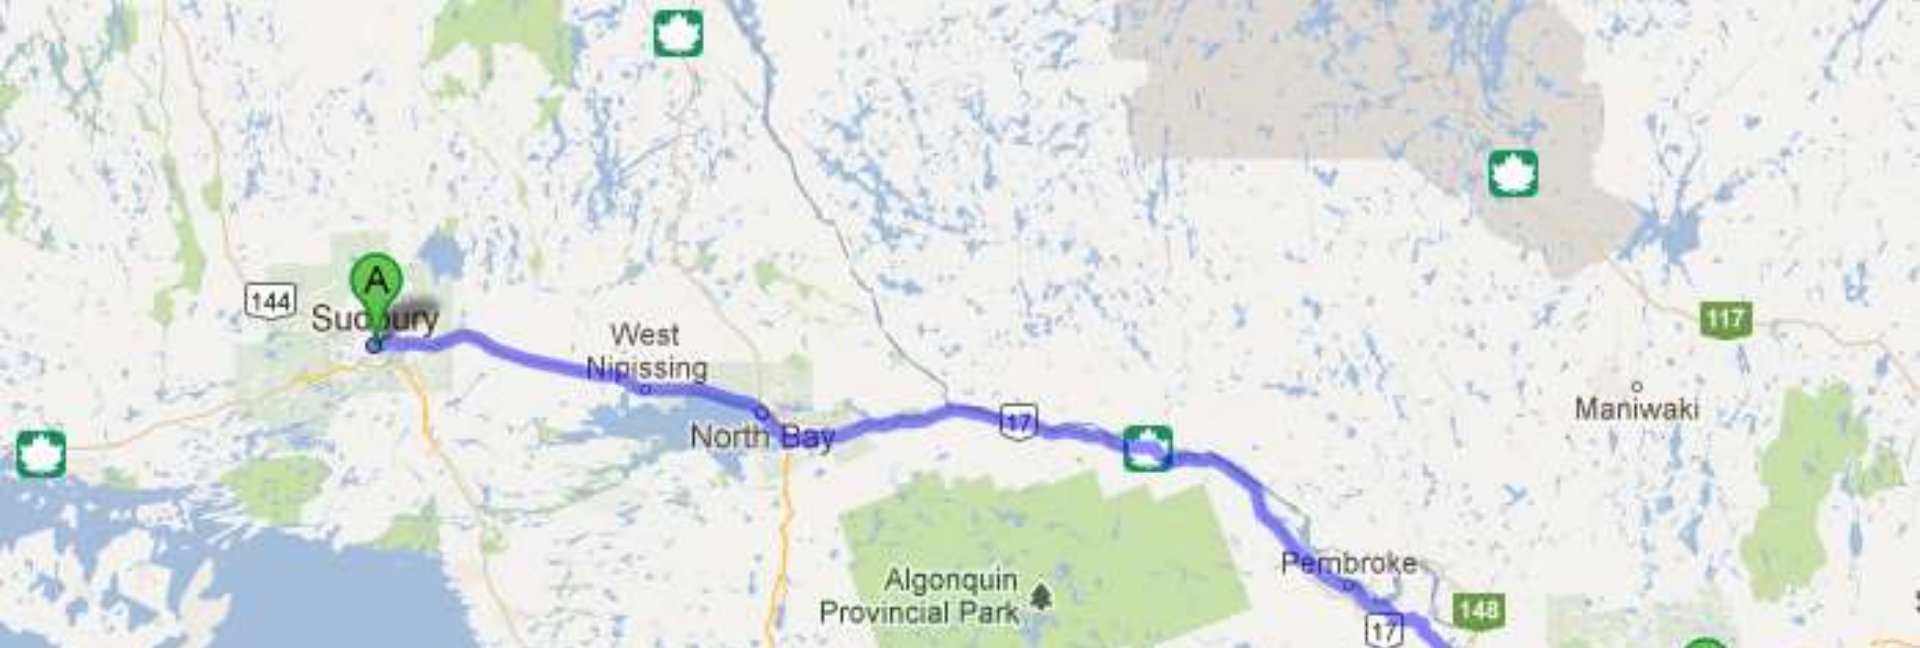 A
144
Sudbury
West
Nipissing
North Bay
17
117
Maniwaki
Algonquin
Provincial Park
Pembroke
148
17